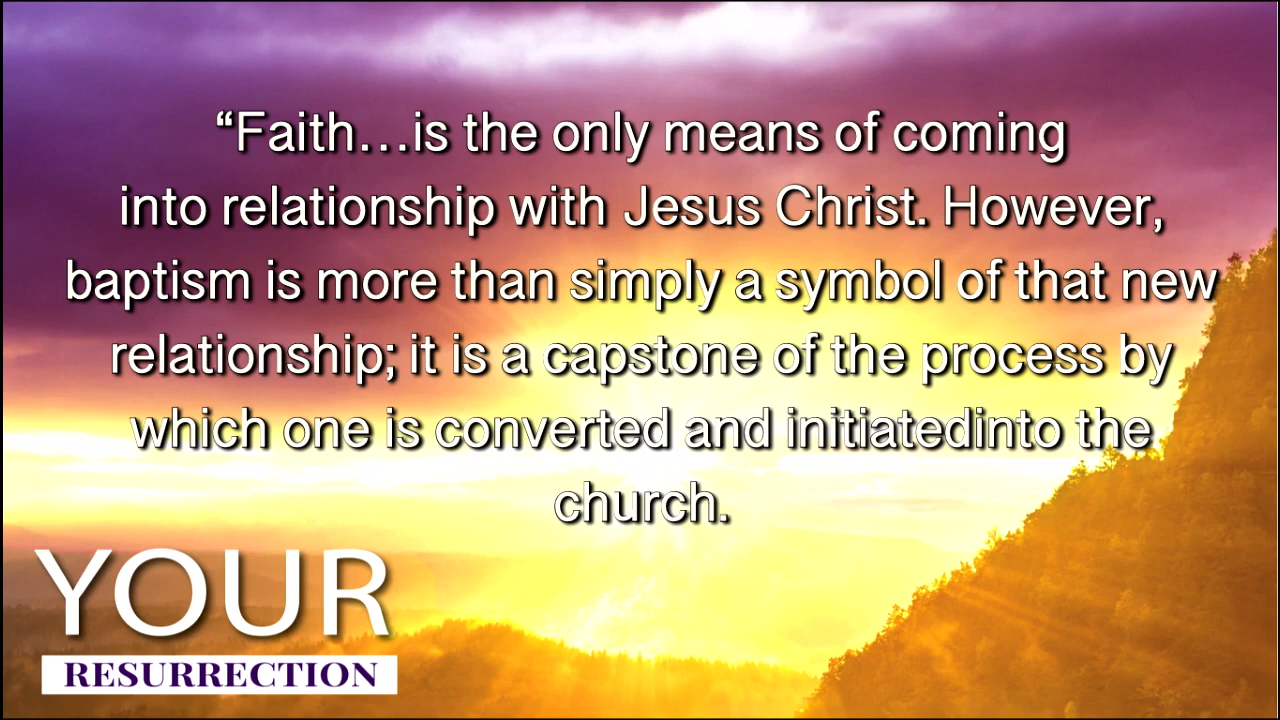 “Faith…is the only means of coming
into relationship with Jesus Christ. However,
baptism is more than simply a symbol of that new
relationship; it is a capstone of the process by
which one is converted and initiatedinto the
church.
YOUR
RESURRECTION